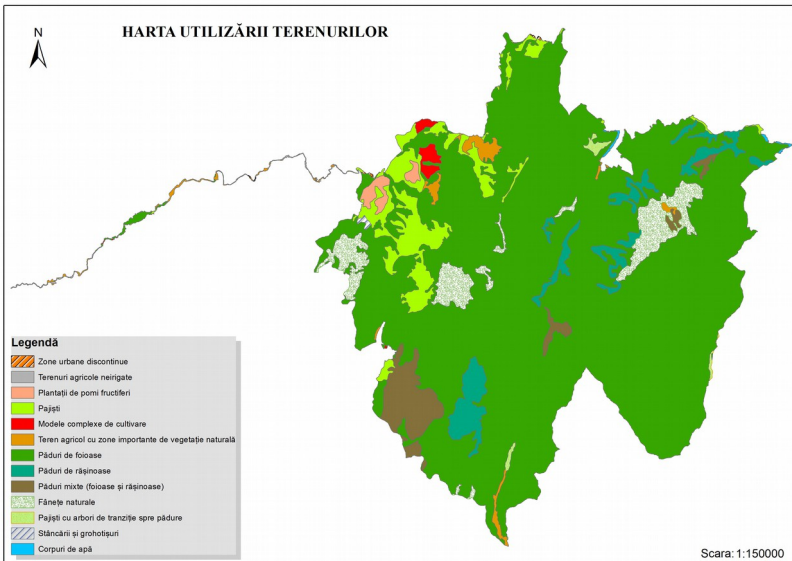 HARTA UTILIZĂRII TERENURILOR
N
Legendă
Zone urbane discontinue
Terenuri agricole neirigate
Plantații de pomi fructiferi
Pajiști
Modele complexe de cultivare
Teren agricol cu zone importante de vegetație naturală
Păduri de foioase
Păduri de rășinoase
Păduri mixte (foioase și rășinoase)
Fânețe naturale
Pajiști cu arbori de tranziție spre pădure
Stâncării și grohotișuri
Corpuri de apă
Scara: 1:150000